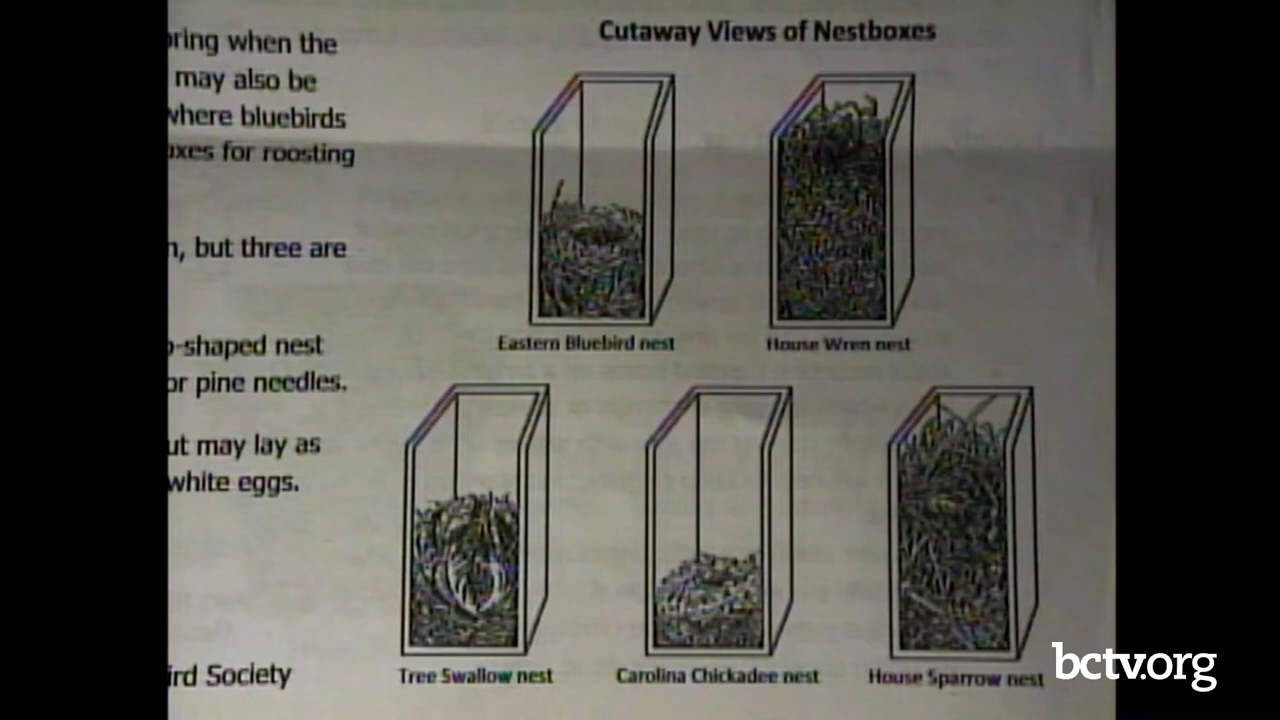 ring when the
may also be
where bluebirds
xes for roosting
, but three are
-shaped nest
or pine needles.
ut may lay as
white eggs.
ird Society
Cutaway Views of Nestboxes
Eastern Bluebird nest
House Wren nest
Tree Swallow nest
Carolina Chickadee nest
House Sparrow nest
bctv.org